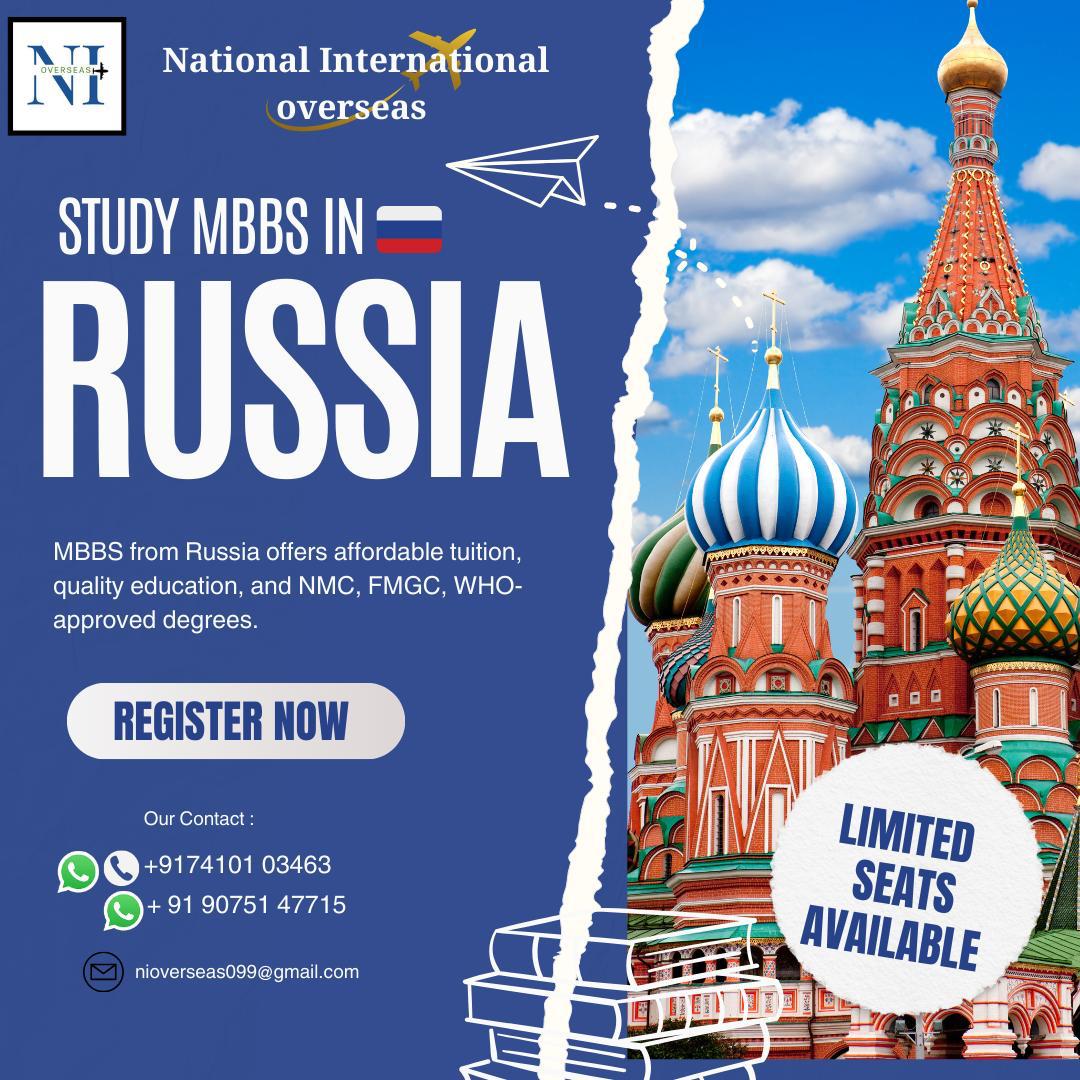 NI
OVERSEAS
National International
overseas
STUDY MBBS IN
RUSSIA
MBBS from Russia offers affordable tuition,
quality education, and NMC, FMGC, WHO-
approved degrees.
REGISTER NOW
Our Contact :
+9174101 03463
+ 91 90751 47715
nioverseas099@gmail.com
LIMITED
SEATS
AVAILABLE